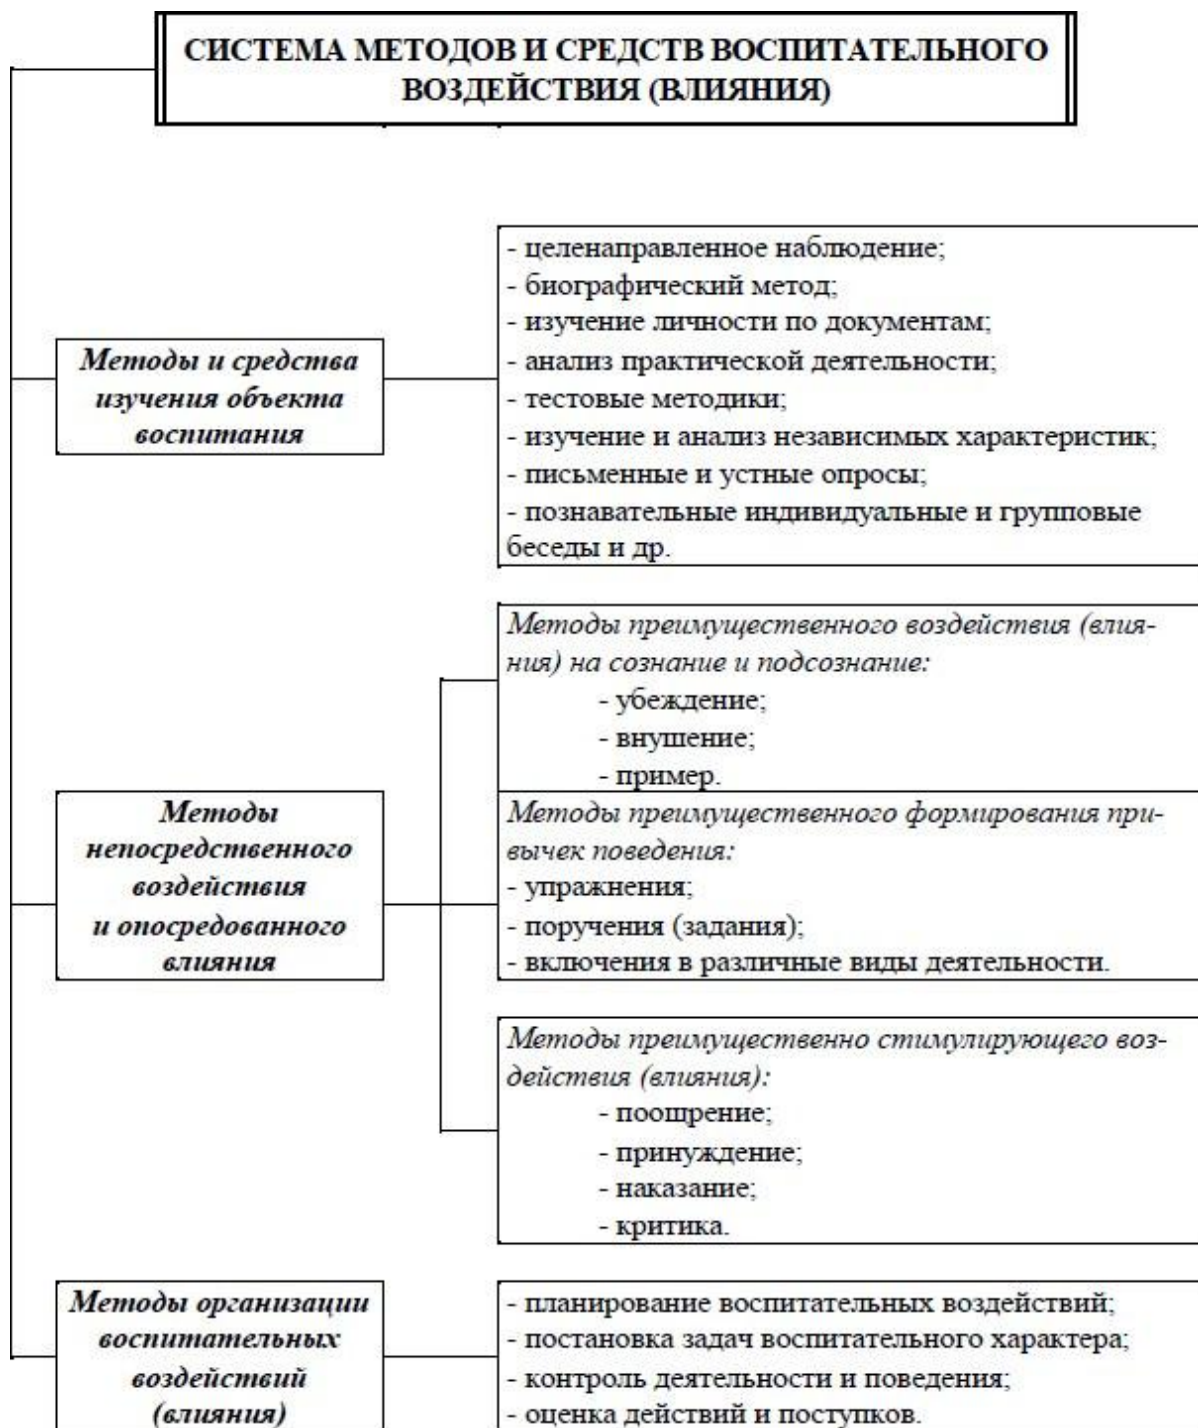 СИСТЕМА МЕТОДОВ И СРЕДСТВ ВОСПИТАТЕЛЬНОГО
ВОЗДЕЙСТВИЯ (ВЛИЯНИЯ)
Методы и средства
изучения объекта
воспитания
- целенаправленное наблюдение;
- биографический метод;
- изучение личности по документам;
- анализ практической деятельности;
- тестовые методики;
- изучение и анализ независимых характеристик;
- письменные и устные опросы;
- познавательные индивидуальные и групповые
беседы и др.
Методы
непосредственного
воздействия
и опосредованного
влияния
Методы преимущественного воздействия (влия-
ния) на сознание и подсознание:
- убеждение;
- внушение;
- пример.
Методы преимущественного формирования при-
вычек поведения:
- упражнения;
- поручения (задания);
- включения в различные виды деятельности.
Методы преимущественно стимулирующего воз-
действия (влияния):
- поощрение;
- принуждение;
- наказание;
- критика.
Методы организации
воспитательных
воздействий
(влияния)
- планирование воспитательных воздействий;
- постановка задач воспитательного характера;
- контроль деятельности и поведения;
- оценка действий и поступков.